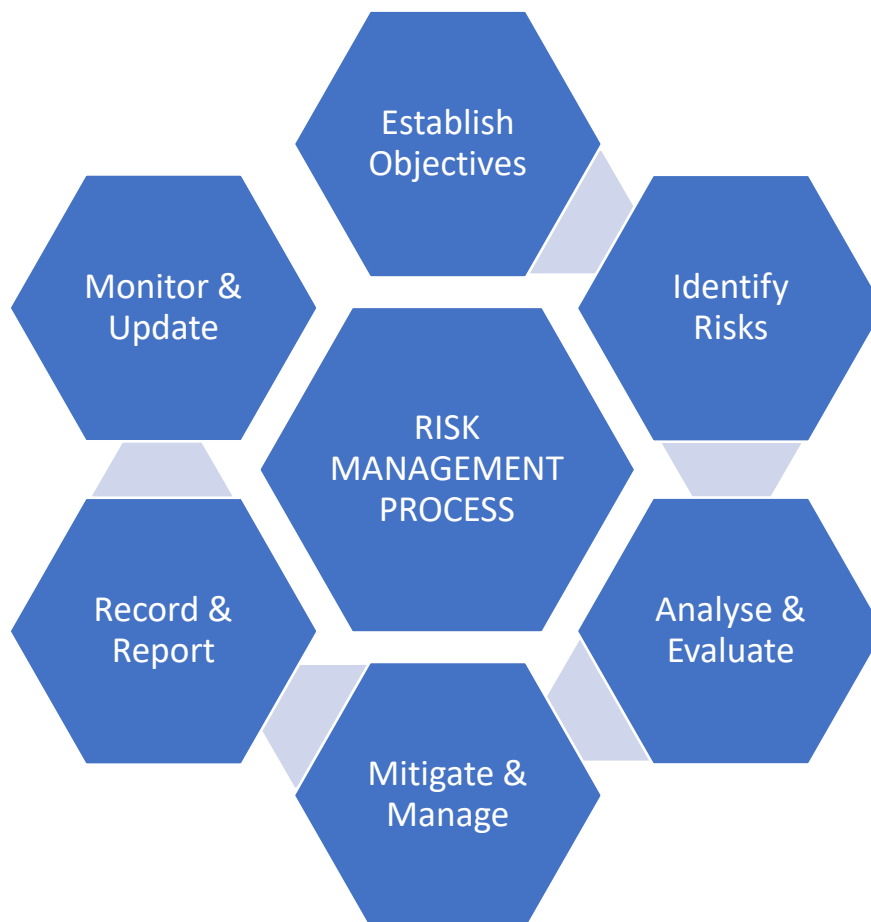 Establish
Objectives
Identify
Risks
Monitor &
Update
RISK
MANAGEMENT
PROCESS
Analyse &
Evaluate
Record &
Report
Mitigate &
Manage